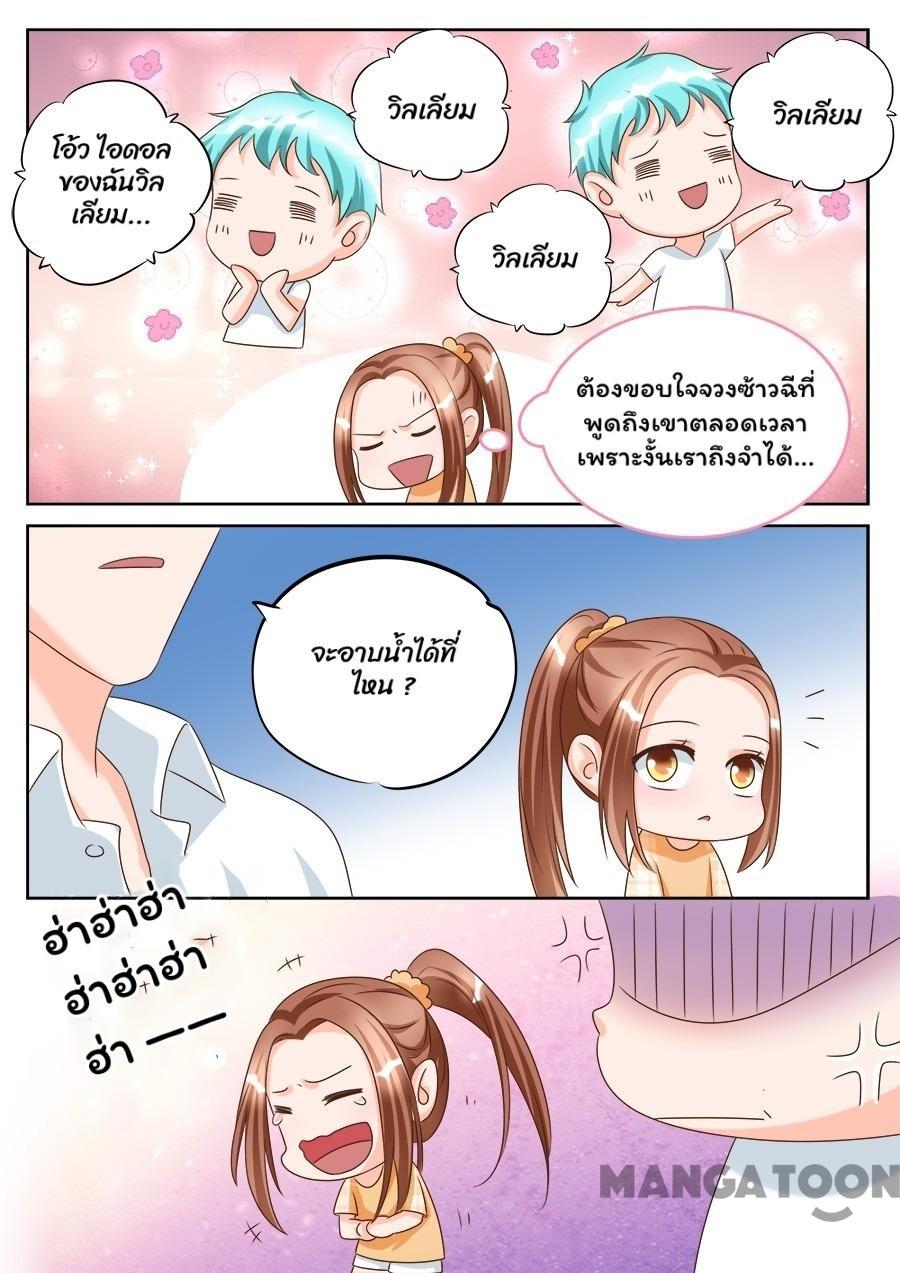 โอ้ว ไอดอล
ของฉันวิล
เลียม...
วิลเลียม
วิลเลียม
วิลเลียม
ต้องขอบใจจวงซ้าวฉีที่
พูดถึงเขาตลอดเวลา
เพราะงั้นเราถึงจำได้...
จะอาบน้ำได้ที่
ไหน ?
ฮ่าฮ่าฮ่า
ฮ่าฮ่าฮ่า
ฮ่า ——
MANGATOON